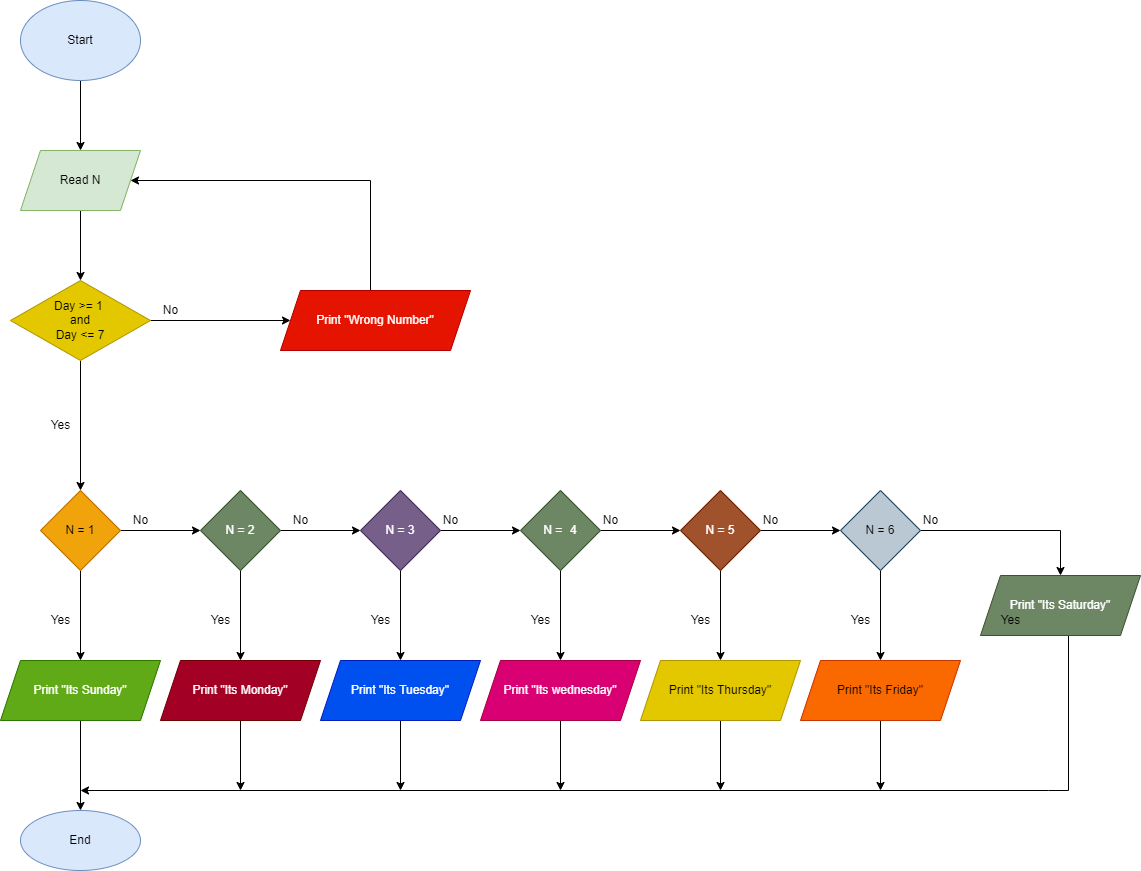 Start
Read N
Day >= 1
and
Day <= 7
No
Print "Wrong Number"
Yes
N = 1
No
N = 2
No
N = 3
No
N =  4
No
N = 5
No
N = 6
No
Print "Its Saturday"
Yes
Yes
Yes
Yes
Yes
Yes
Yes
Print "Its Sunday"
Print "Its Monday"
Print "Its Tuesday"
Print "Its wednesday"
Print "Its Thursday"
Print "Its Friday"
End